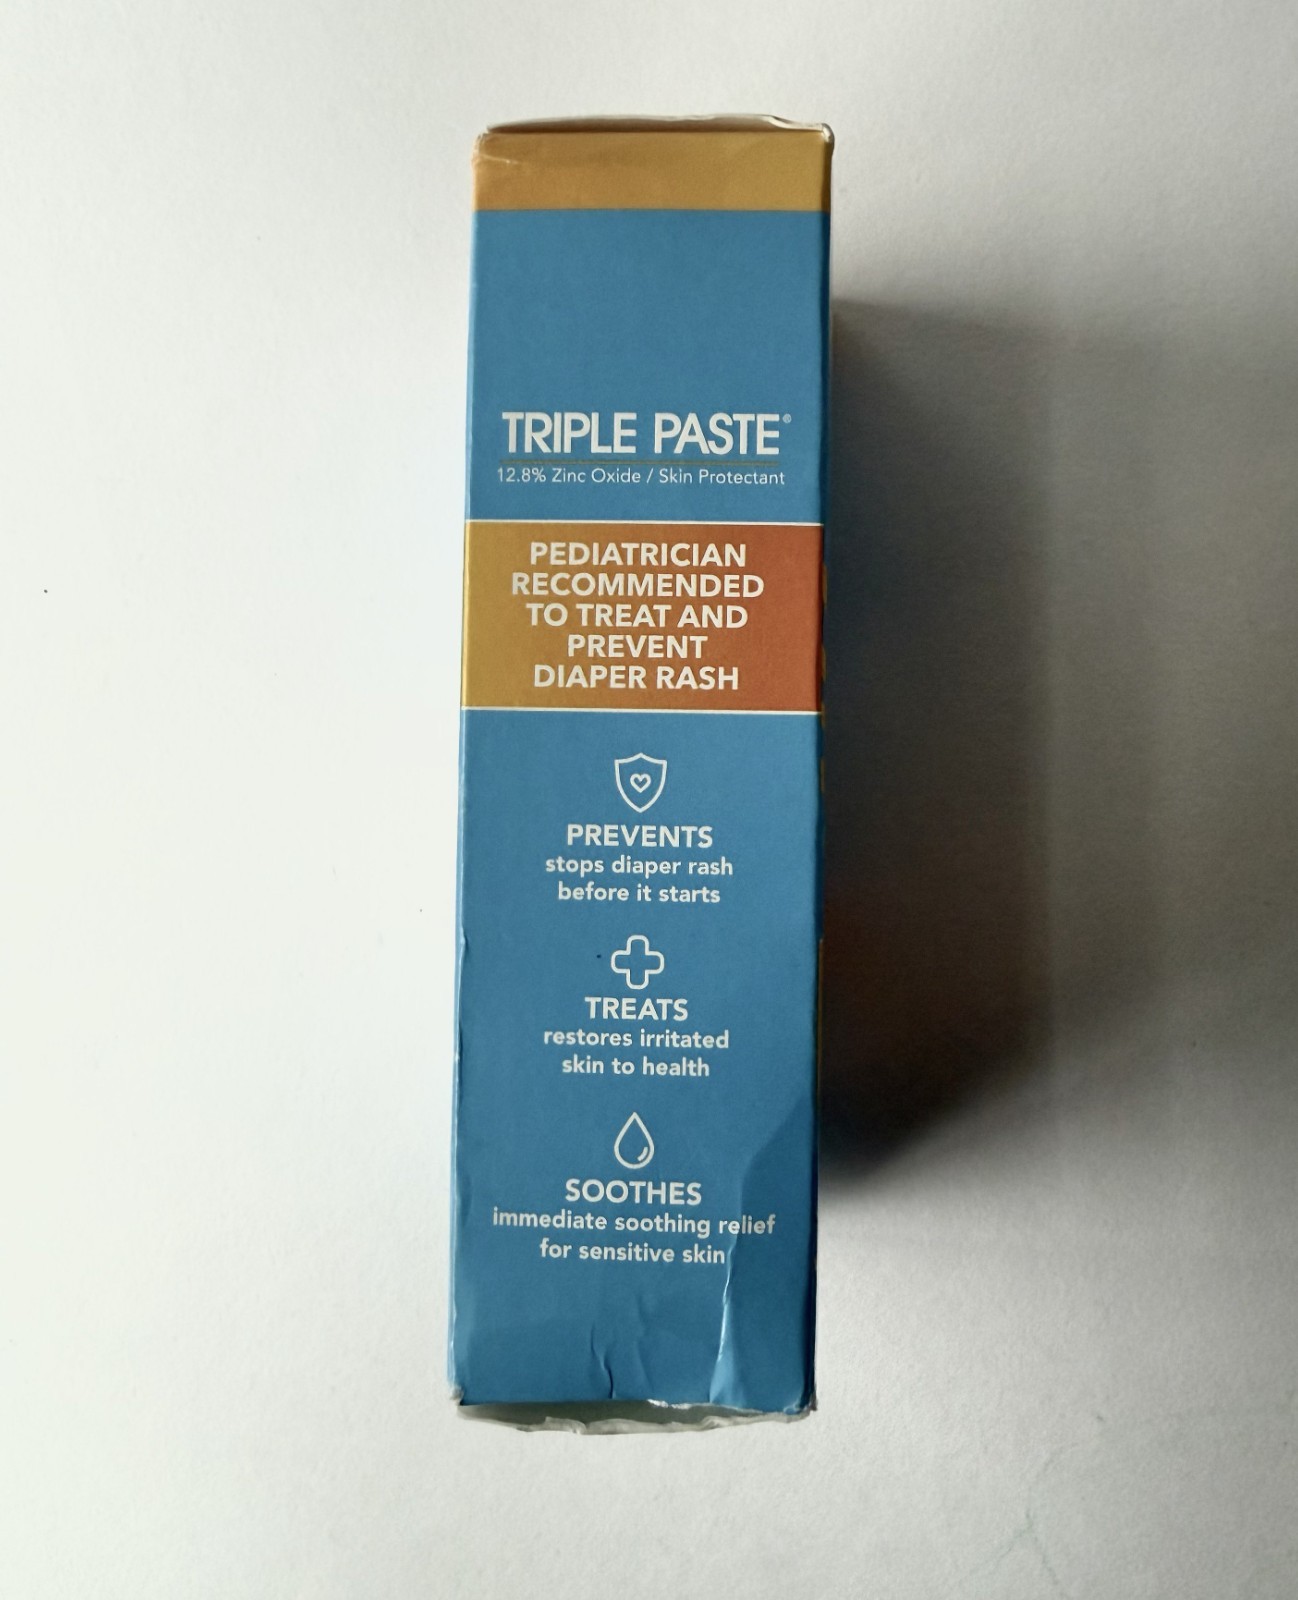 TRIPLE PASTE®
12.8% Zinc Oxide / Skin Protectant
PEDIATRICIAN
RECOMMENDED
TO TREAT AND
PREVENT
DIAPER RASH
PREVENTS
stops diaper rash
before it starts
TREATS
restores irritated
skin to health
SOOTHES
immediate soothing relief
for sensitive skin